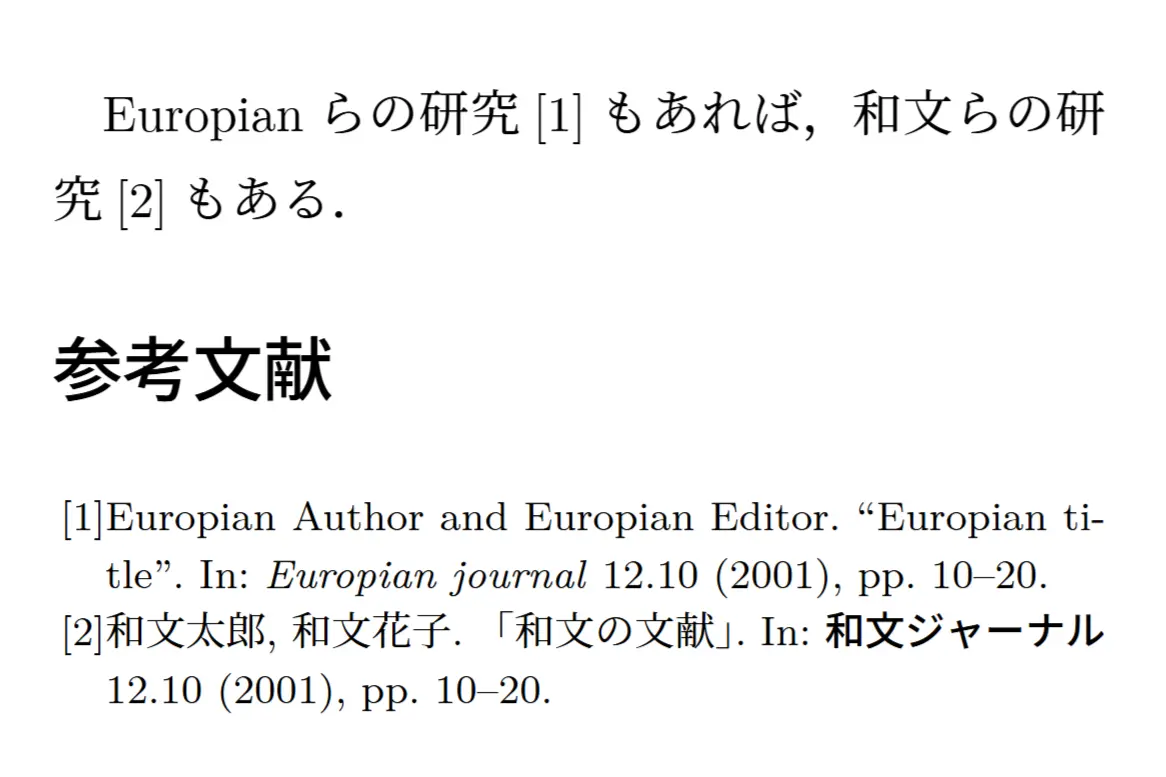 Europian らの研究 [1] もあれば，和文らの研
究 [2] もある．
参考文献
[1]Europian Author and Europian Editor. “Europian ti-
tle”. In: Europian journal 12.10 (2001), pp. 10–20.
[2]和文太郎, 和文花子. 「和文の文献」. In: 和文ジャーナル
12.10 (2001), pp. 10–20.